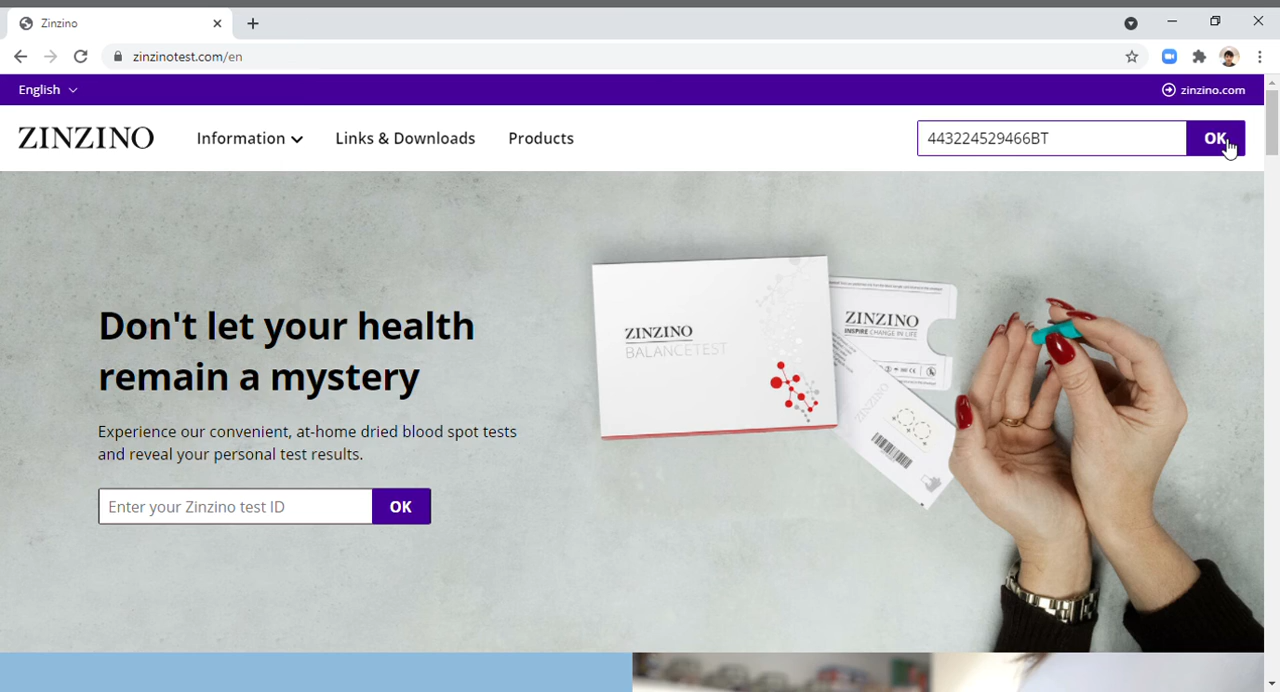 Zinzino
zinzinotest.com/en
English
zinzino.com
ZINZINO
Information
Links & Downloads
Products
443224529466BT
OK
Don't let your health
remain a mystery
Experience our convenient, at-home dried blood spot tests
and reveal your personal test results.
Enter your Zinzino test ID
OK
ZINZINO
BALANCETEST
ZINZINO
INSPIRE CHANGE IN LIFE
ZINZINO